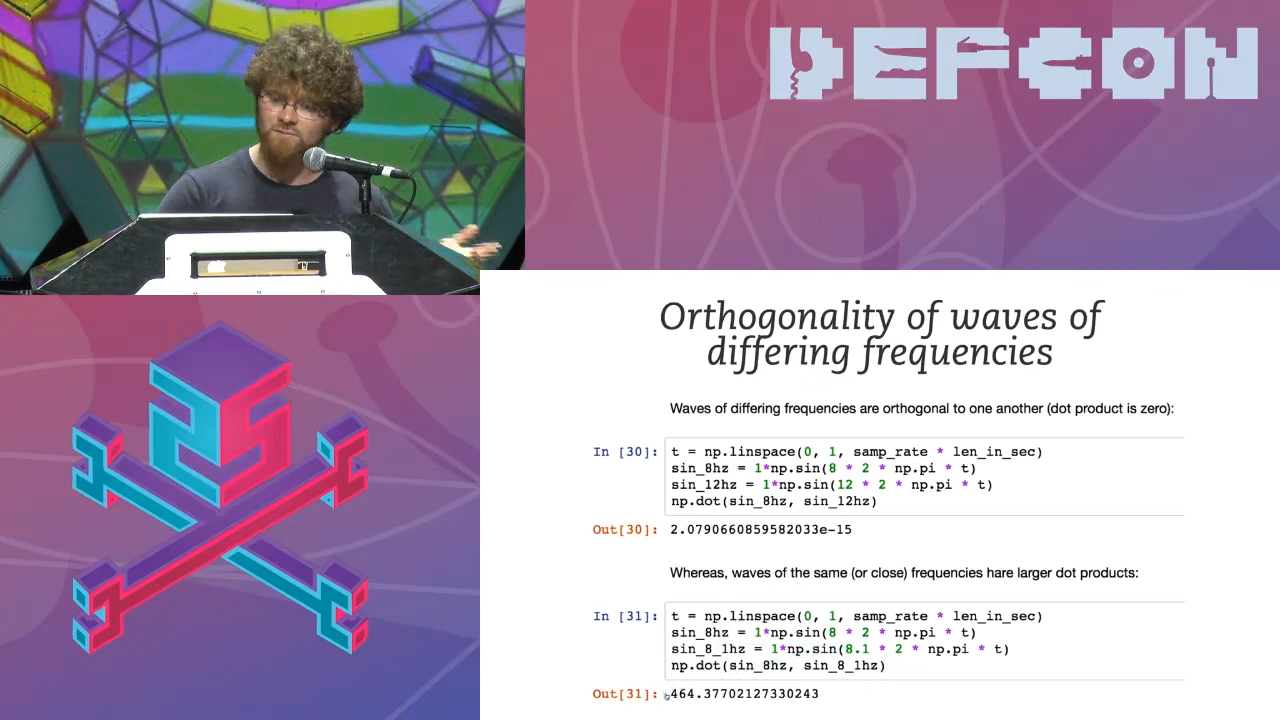 DEFCON
Orthogonality of waves of
differing frequencies
Waves of differing frequencies are orthogonal to one another (dot product is zero):
In [30]: t = np.linspace(0, 1, samp_rate * len_in_sec)
sin_8hz = 1*np.sin(8 * 2 * np.pi * t)
sin_12hz = 1*np.sin(12 * 2 * np.pi * t)
np.dot(sin_8hz, sin_12hz)
Out[30]: 2.0790660859582033e-15
Whereas, waves of the same (or close) frequencies hare larger dot products:
In [31]: t = np.linspace(0, 1, samp_rate * len_in_sec)
sin_8hz = 1*np.sin(8 * 2 * np.pi * t)
sin_8_1hz = 1*np.sin(8.1 * 2 * np.pi * t)
np.dot(sin_8hz, sin_8_1hz)
Out[31]: 464.37702127330243